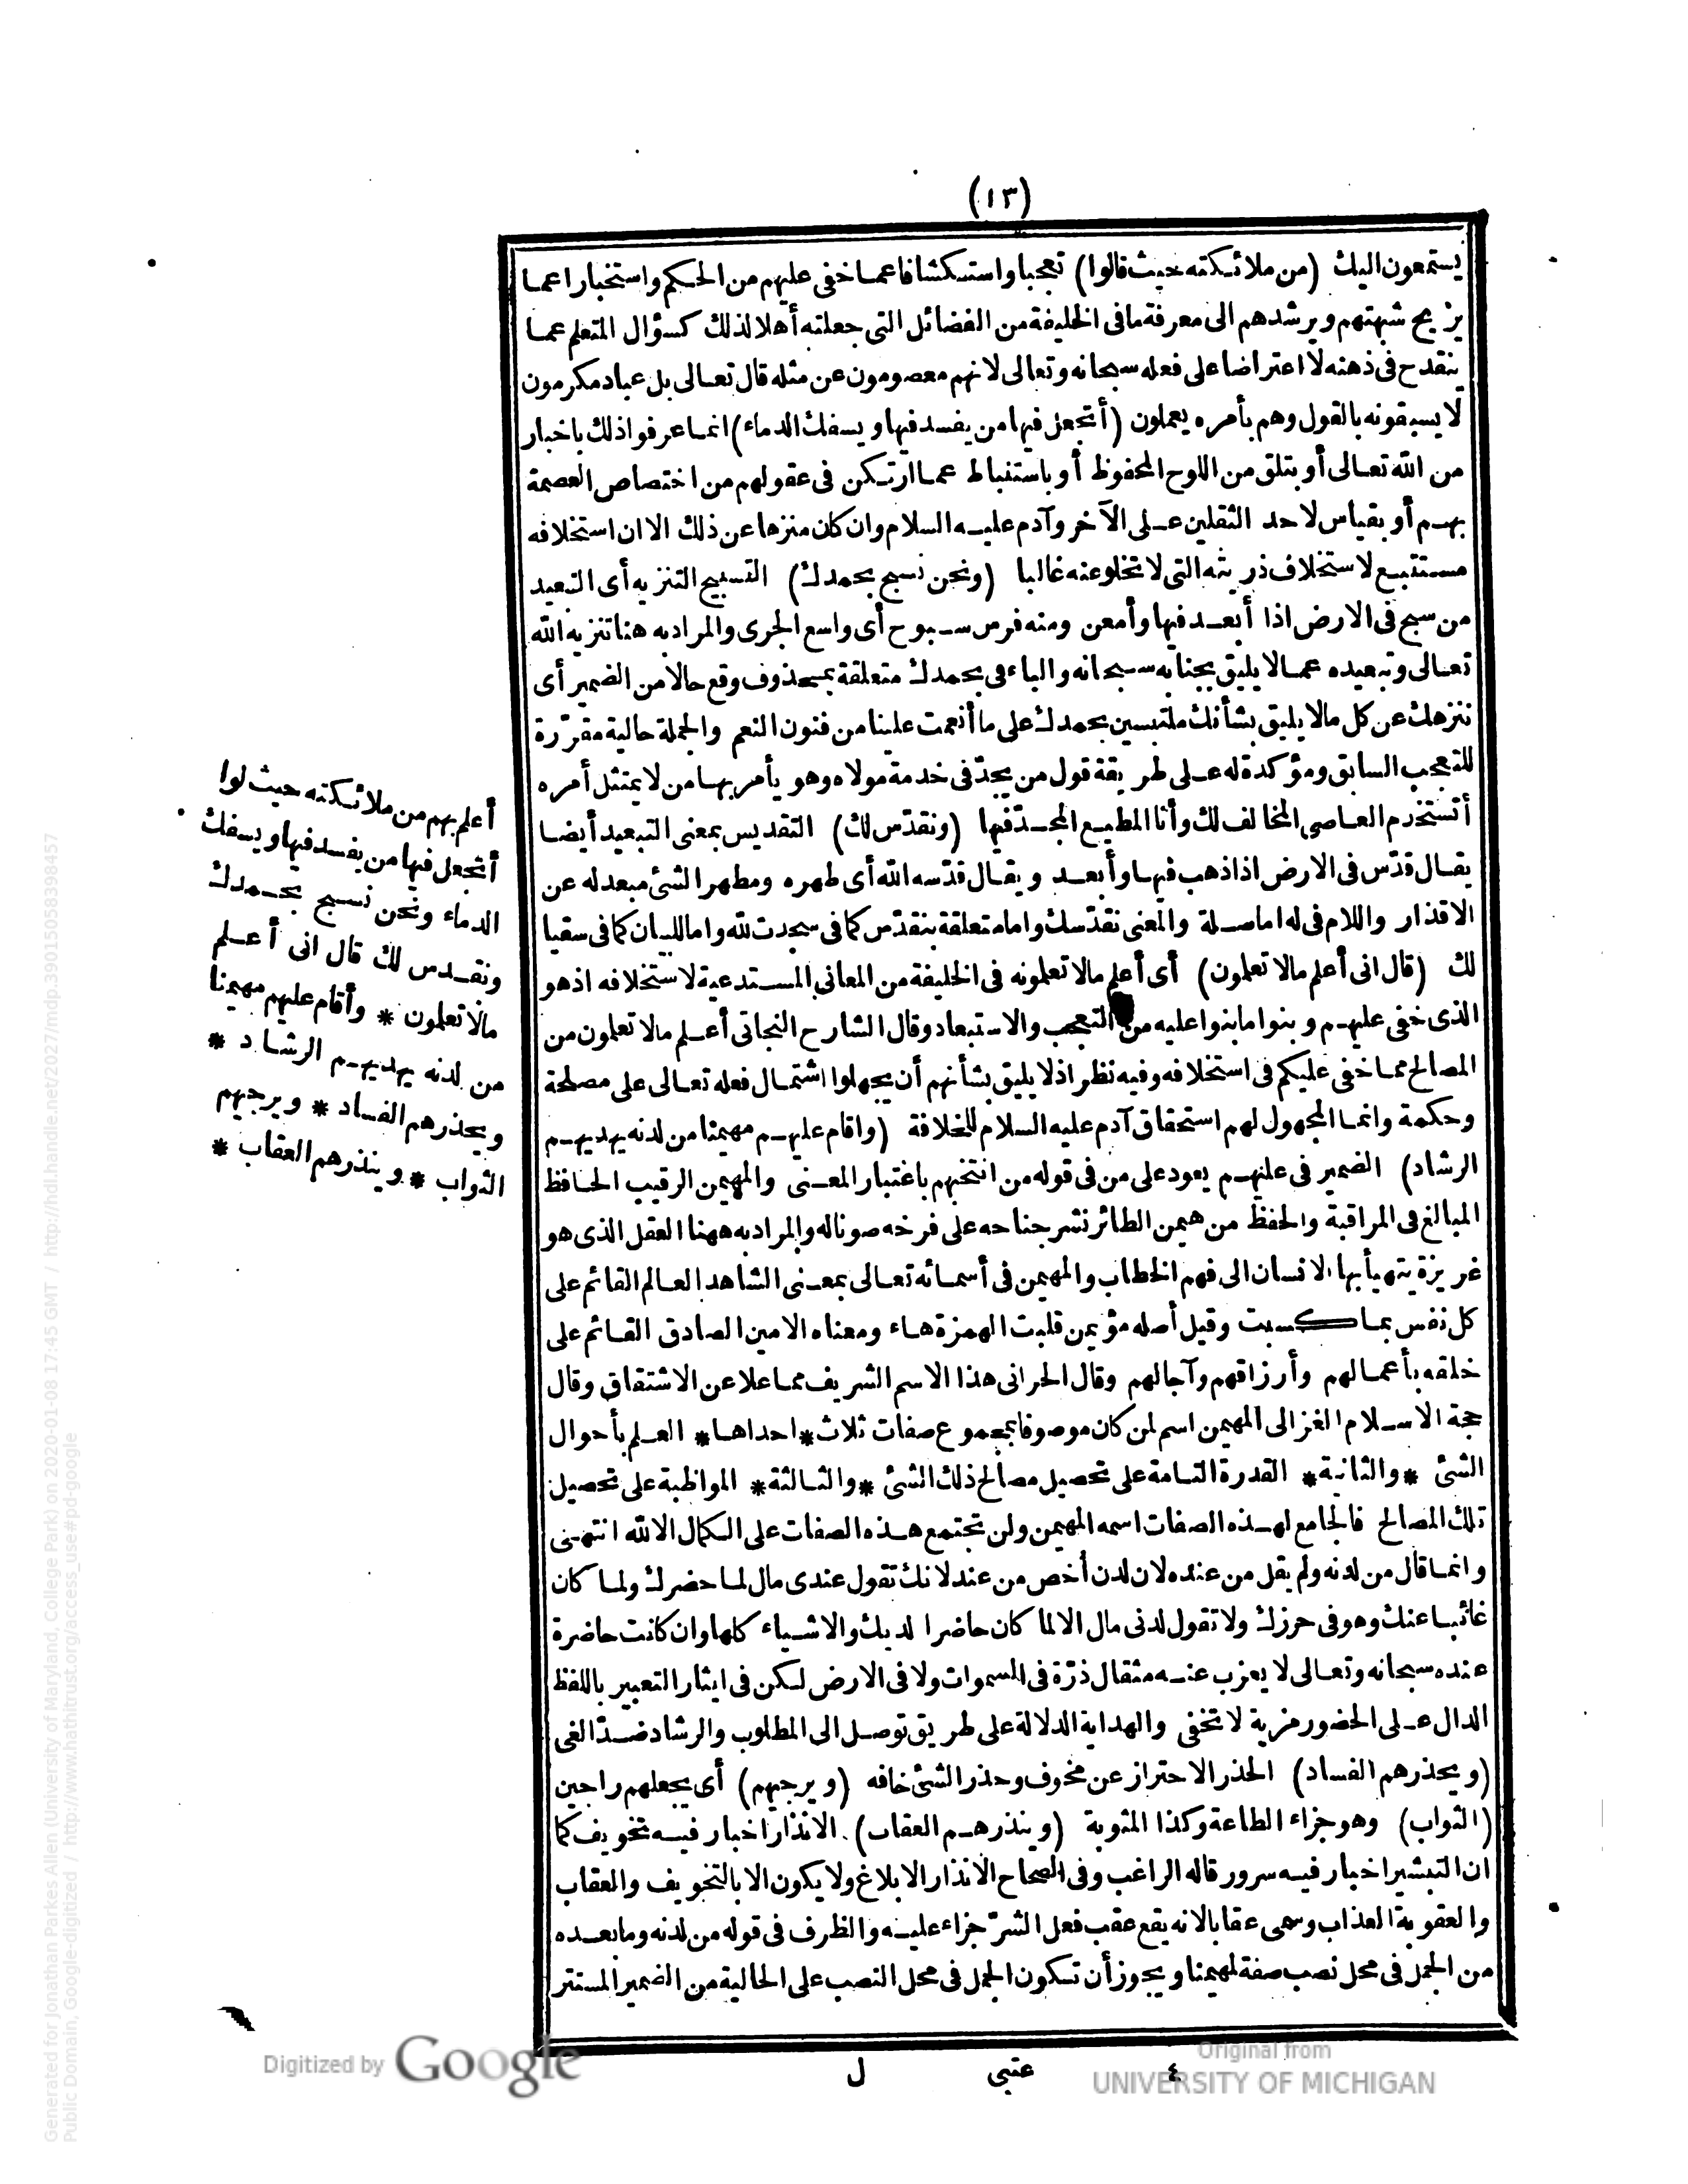 (١٣)
يستمعون اليك (من ملائكته حيث قالوا) تعجبا واستكشافا عما خفى عليهم من الحكم واستخبارا عما
يزيح شبهتهم ويرشدهم الى معرفة مافى الخليفة من الفضائل التى جعلته أهلا لذلك كسؤال المتعلم عما
ينقدح فى ذهنه لا اعتراضا على فعله سبحانه وتعالى لانهم معصومون عن مثله قال تعالى بل عباد مكرمون
لا يسبقونه بالقول وهم بأمره يعملون (أتجعل فيها من يفسد فيها ويسفك الدماء) انما عرفوا ذلك باخبار
من الله تعالى أو بتلق من اللوح المحفوظ أو باستنباط عما ارتكن فى عقولهم من اختصاص العصمة
بهم أو بقياس لاحد الثقلين على الآخر وآدم عليه السلام وان كان منزها عن ذلك الا ان استخلافه
مستتبع لاستخلاف ذريته التى لا تخلو عنه غالبا (ونحن نسبح بحمدك) التسبيح التنزيه أى التبعيد
من سبح فى الارض اذا أبعد فيها وأمعن ومنه فرس سبوح أى واسع الجرى والمراد به هنا تنزيه الله
تعالى وتبعيده عما لا يليق بجنابه سبحانه والباء فى بحمدك متعلقة بمحذوف وقع حالا من الضمير أى
ننزهك عن كل مالا يليق بشأنك ملتبسين بحمدك على ما أنعمت علينا من فنون النعم والجملة حالية مقررة
للتعجب السابق ومؤكدة له على طريقة قول من يجدّ فى خدمة مولاه وهو يأمر بها من لا يمتثل أمره
أتستخدم العاصى المخالف لك وأنا المطيع المجدّ فيها (ونقدّس لك) التقديس بمعنى التبعيد أيضا
يقال قدّس فى الارض اذا ذهب فيها وأبعد ويقال قدّسه الله أى طهره ومطهر الشئ مبعد له عن
الاقذار واللام فى له اما صلة والمعنى نقدّسك واما متعلقة بنقدّس كما فى سجدت لله واما للبيان كما فى سقيا
لك (قال انى أعلم مالا تعلمون) أى أعلم مالا تعلمونه فى الخليفة من المعانى المستدعية لاستخلافه اذ هو
الذى خفى عليهم وبنوا ما بنوا عليه من التعجب والاستبعاد وقال الشارح النجاتى أعلم مالا تعلمون من
المصالح مما خفى عليكم فى استخلافه وفيه نظر اذ لا يليق بشأنهم أن يجهلوا اشتمال فعله تعالى على مصلحة
وحكمة وانما المجهول لهم استحقاق آدم عليه السلام للخلافة (واقام عليهم مهيمنا من لدنه يهديهم
الرشاد) الضمير فى عليهم يعود على من فى قوله من انتخبهم باعتبار المعنى والمهيمن الرقيب الحافظ
المبالغ فى المراقبة والحفظ من هيمن الطائر نشر جناحه على فرخه صونا له والمراد به ههنا العقل الذى هو
غريزة يتهيأ بها الانسان الى فهم الخطاب والمهيمن فى أسمائه تعالى بمعنى الشاهد العالم القائم على
كل نفس بما كسبت وقيل أصله مؤيمن قلبت الهمزة هاء ومعناه الامين الصادق القائم على
خلقه بأعمالهم وأرزاقهم وآجالهم وقال الحرانى هذا الاسم الشريف مما علا عن الاشتقاق وقال
حجة الاسلام الغزالى المهيمن اسم لمن كان موصوفا بمجموع صفات ثلاث * احداها * العلم بأحوال
الشئ * والثانية * القدرة التامة على تحصيل مصالح ذلك الشئ * والثالثة * المواظبة على تحصيل
تلك المصالح فالجامع لهذه الصفات اسمه المهيمن ولن تجتمع هذه الصفات على الكمال الا لله انتهى
وانما قال من لدنه ولم يقل من عنده لان لدن أخص من عند لانك تقول عندى مال لما حضرك ولما كان
غائبا عنك وهو فى حرزك ولا تقول لدنى مال الا لما كان حاضرا لديك والاشياء كلها وان كانت حاضرة
عنده سبحانه وتعالى لا يعزب عنه مثقال ذرّة فى السموات ولا فى الارض لكن فى ايثار التعبير باللفظ
الدال على الحضور مزية لا تخفى والهداية الدلالة على طريق توصل الى المطلوب والرشاد ضدّ الغى
(ويحذرهم الفساد) الحذر الاحتراز عن مخوف وحذر الشئ خافه (ويرجيهم) أى يجعلهم راجين
(الثواب) وهو جزاء الطاعة وكذا المثوبة (وينذرهم العقاب) الانذار اخبار فيه تخويف كما
ان التبشير اخبار فيه سرور قاله الراغب وفى الصحاح الانذار الابلاغ ولا يكون الا بالتخويف والعقاب
والعقوبة العذاب وسمى عقابا لانه يقع عقب فعل الشرّ جزاء عليه والظرف فى قوله من لدنه وما بعده
من الجمل فى محل نصب صفة لمهيمنا ويجوز أن تكون الجمل فى محل النصب على الحالية من الضمير المستتر
أعلم بهم من ملائكته حيث لوا
أتجعل فيها من يفسد فيها ويسفك
الدماء ونحن نسبح بحمدك
ونقدس لك قال انى أعلم
مالا تعلمون * وأقام عليهم مهيمنا
من لدنه يهديهم الرشاد *
ويحذرهم الفساد * ويرجيهم
الثواب * وينذرهم العقاب *
٤ عتبى ل
Digitized by Google
Original from
UNIVERSITY OF MICHIGAN
Generated for Jonathan Parkes Allen (University of Maryland, College Park) on 2020-01-08 17:45 GMT / http://hdl.handle.net/2027/mdp.39015058398457
Public Domain, Google-digitized / http://www.hathitrust.org/access_use#pd-google